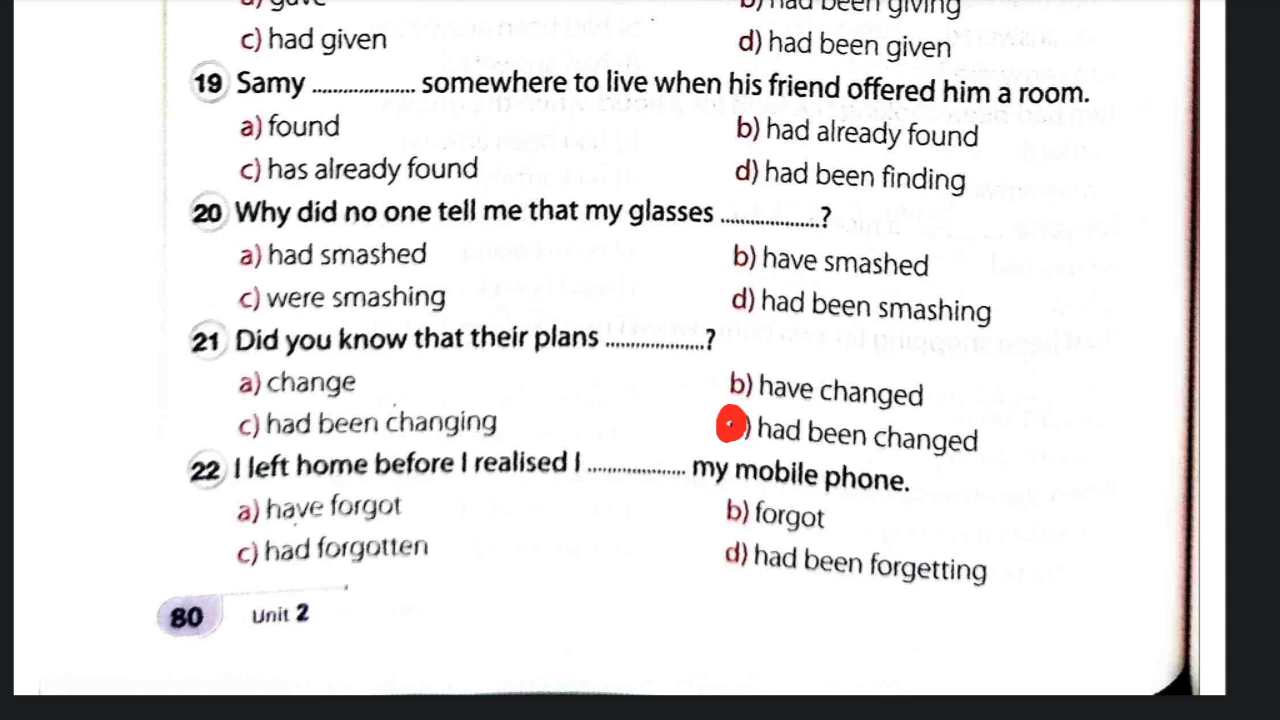 a) gave b) had been giving
c) had given d) had been given
19 Samy .................... somewhere to live when his friend offered him a room.
a) found b) had already found
c) has already found d) had been finding
20 Why did no one tell me that my glasses ....................?
a) had smashed b) have smashed
c) were smashing d) had been smashing
21 Did you know that their plans ....................?
a) change b) have changed
c) had been changing ) had been changed
22 I left home before I realised I .................... my mobile phone.
a) have forgot b) forgot
c) had forgotten d) had been forgetting
80 Unit 2